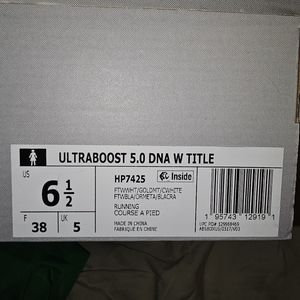 ULTRABOOST 5.0 DNA W TITLE
US
6 1/2
F
38
UK
5
HP7425
Inside
FTWWHT/GOLDMT/CWHITE
FTWBLA/ORMETA/BLACRA
RUNNING
COURSE A PIED
MADE IN CHINA
FABRIQUÉ EN CHINE
1 95743 12919 1